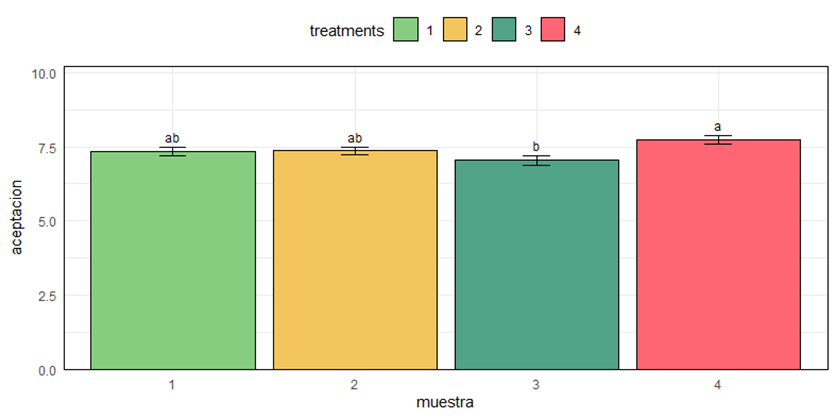 treatments 1 2 3 4
10.0
7.5
5.0
2.5
0.0
aceptacion
ab ab b a
1 2 3 4
muestra